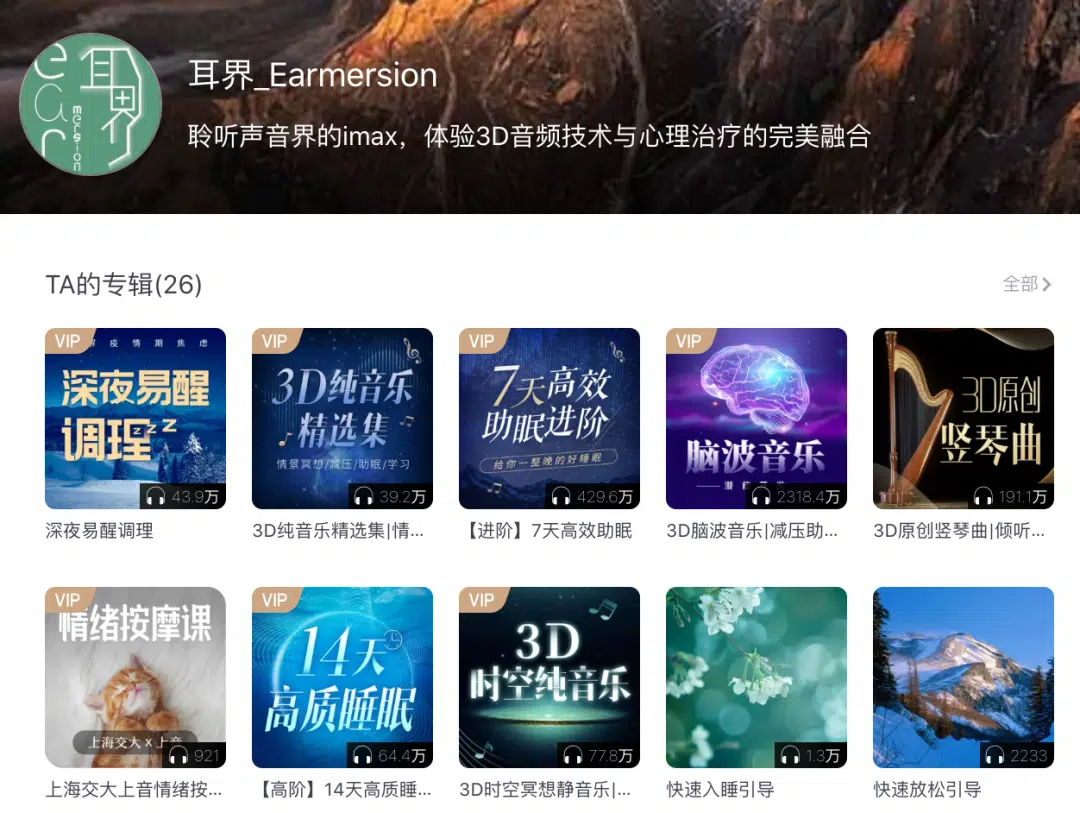 ear
mersion
耳界
耳界_Earmersion
聆听声音界的imax，体验3D音频技术与心理治疗的完美融合
TA的专辑(26)
全部
VIP
解疫情期焦虑
深夜易醒
调理zzz
43.9万
深夜易醒调理
VIP
3D纯音乐
精选集
情景冥想/减压/助眠/学习
39.2万
3D纯音乐精选集|情...
VIP
7天高效
助眠进阶
给你一整晚的好睡眠
429.6万
【进阶】7天高效助眠
VIP
脑波音乐
2318.4万
3D脑波音乐|减压助...
3D原创
竖琴曲
191.1万
3D原创竖琴曲|倾听...
VIP
情绪按摩课
上海交大 x 上音
921
上海交大上音情绪按...
VIP
14天
高质睡眠
64.4万
【高阶】14天高质睡...
VIP
3D
时空纯音乐
77.8万
3D时空冥想静音乐|...
1.3万
快速入睡引导
2233
快速放松引导